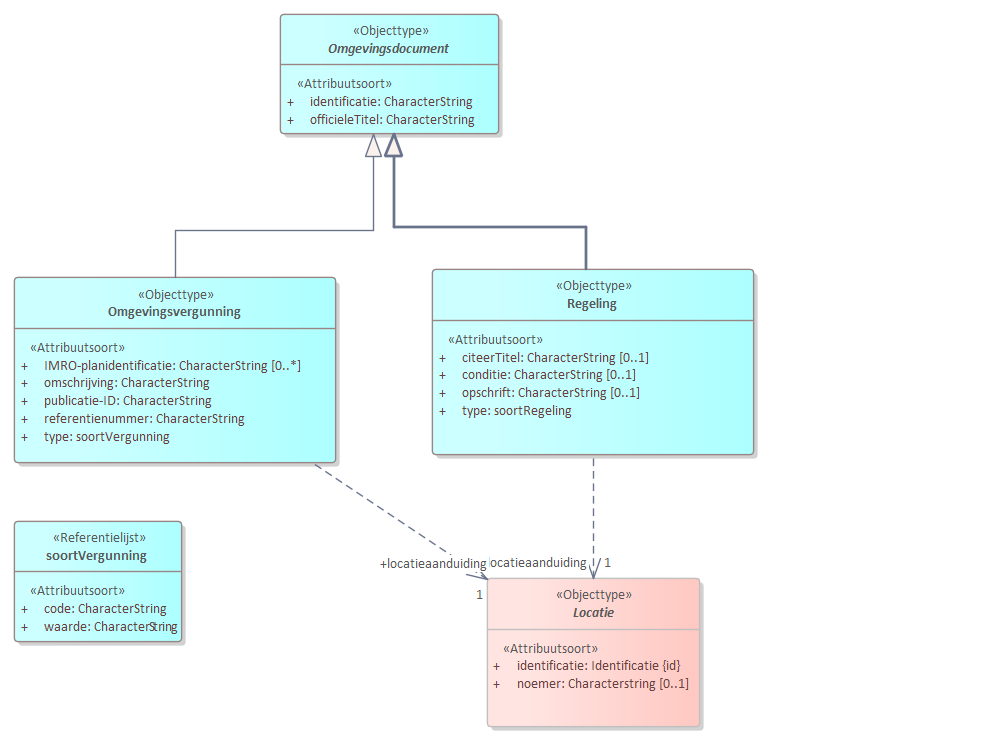 «Objecttype»
Omgevingsdocument
«Attribuutsoort»
+ identificatie: CharacterString
+ officieleTitel: CharacterString
«Objecttype»
Omgevingsvergunning
«Attribuutsoort»
+ IMRO-planidentificatie: CharacterString [0..*]
+ omschrijving: CharacterString
+ publicatie-ID: CharacterString
+ referentienummer: CharacterString
+ type: soortVergunning
«Objecttype»
Regeling
«Attribuutsoort»
+ citeerTitel: CharacterString [0..1]
+ conditie: CharacterString [0..1]
+ opschrift: CharacterString [0..1]
+ type: soortRegeling
«Referentielijst»
soortVergunning
«Attribuutsoort»
+ code: CharacterString
+ waarde: CharacterString
+locatieaanduiding
ocatieaanduiding
1
1
«Objecttype»
Locatie
«Attribuutsoort»
+ identificatie: Identificatie {id}
+ noemer: Characterstring [0..1]